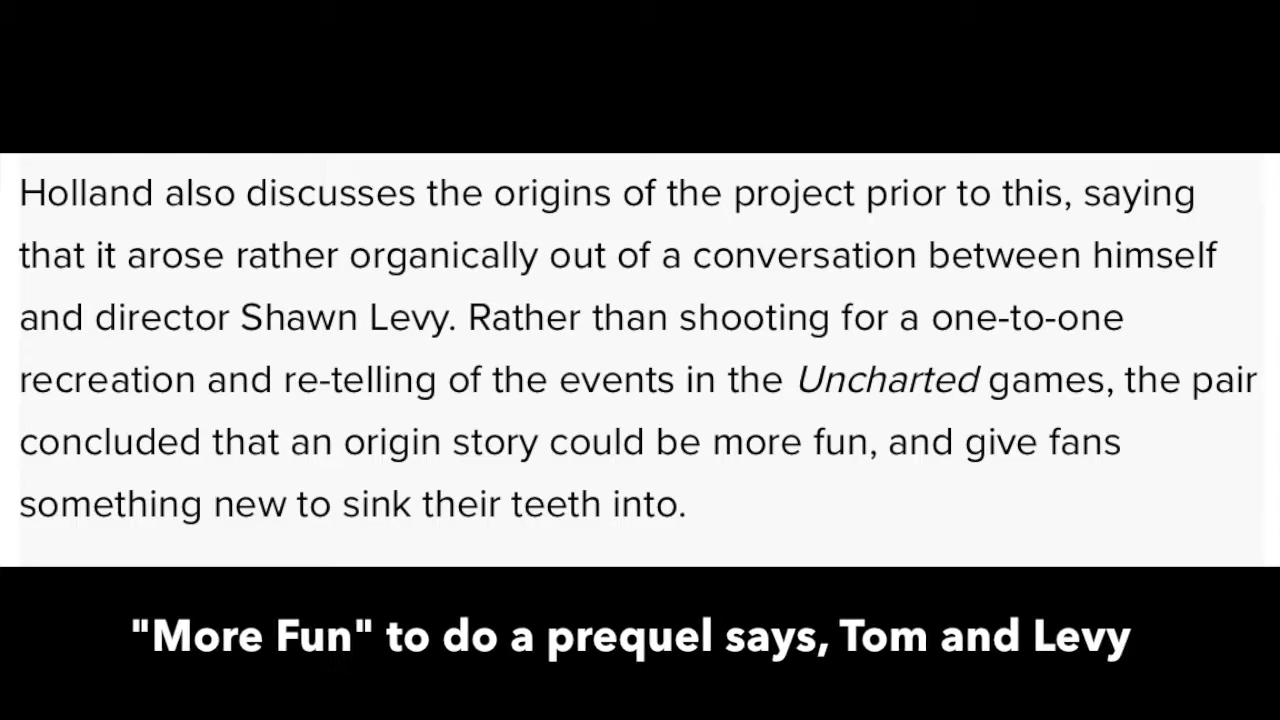 Holland also discusses the origins of the project prior to this, saying
that it arose rather organically out of a conversation between himself
and director Shawn Levy. Rather than shooting for a one-to-one
recreation and re-telling of the events in the Uncharted games, the pair
concluded that an origin story could be more fun, and give fans
something new to sink their teeth into.
"More Fun" to do a prequel says, Tom and Levy